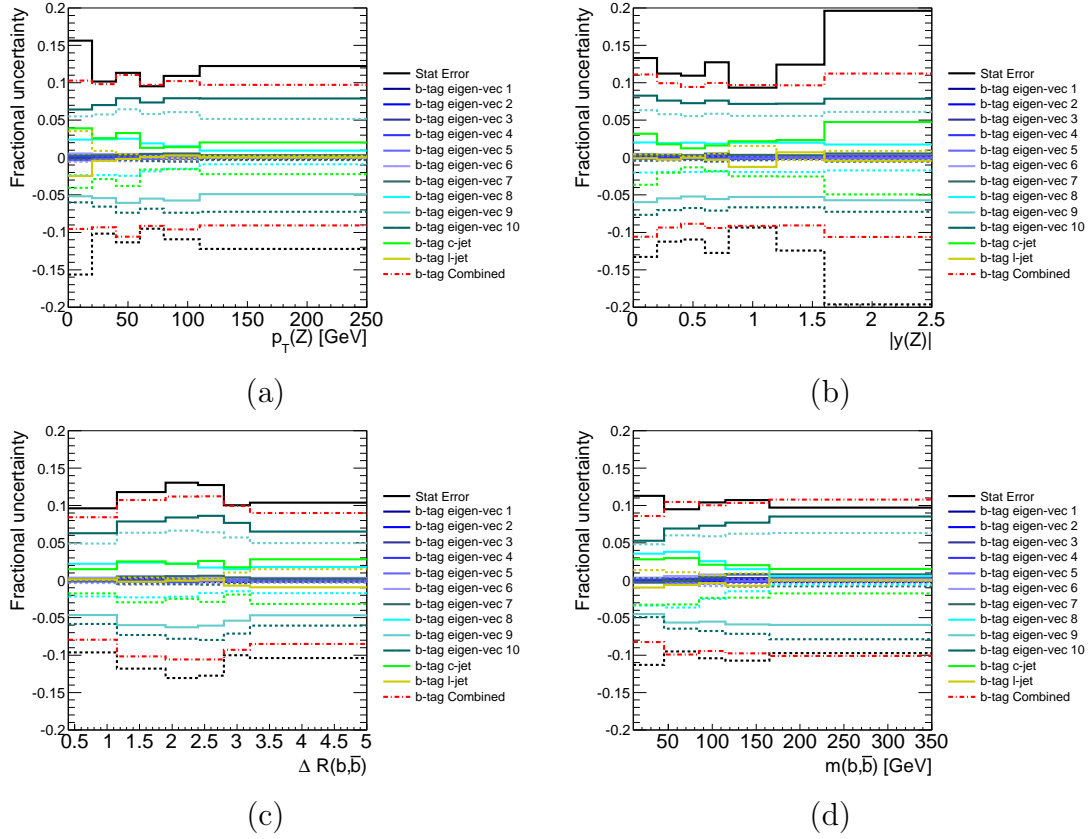 Fractional uncertainty
0.2
0.15
0.1
0.05
0
-0.05
-0.1
-0.15
-0.2
0 50 100 150 200 250
p_T(Z) [GeV]
Stat Error
b-tag eigen-vec 1
b-tag eigen-vec 2
b-tag eigen-vec 3
b-tag eigen-vec 4
b-tag eigen-vec 5
b-tag eigen-vec 6
b-tag eigen-vec 7
b-tag eigen-vec 8
b-tag eigen-vec 9
b-tag eigen-vec 10
b-tag c-jet
b-tag l-jet
b-tag Combined
(a)
Fractional uncertainty
0.2
0.15
0.1
0.05
0
-0.05
-0.1
-0.15
-0.2
0 0.5 1 1.5 2 2.5
|y(Z)|
Stat Error
b-tag eigen-vec 1
b-tag eigen-vec 2
b-tag eigen-vec 3
b-tag eigen-vec 4
b-tag eigen-vec 5
b-tag eigen-vec 6
b-tag eigen-vec 7
b-tag eigen-vec 8
b-tag eigen-vec 9
b-tag eigen-vec 10
b-tag c-jet
b-tag l-jet
b-tag Combined
(b)
Fractional uncertainty
0.2
0.15
0.1
0.05
0
-0.05
-0.1
-0.15
-0.2
0.5 1 1.5 2 2.5 3 3.5 4 4.5 5
Δ R(b,b̄)
Stat Error
b-tag eigen-vec 1
b-tag eigen-vec 2
b-tag eigen-vec 3
b-tag eigen-vec 4
b-tag eigen-vec 5
b-tag eigen-vec 6
b-tag eigen-vec 7
b-tag eigen-vec 8
b-tag eigen-vec 9
b-tag eigen-vec 10
b-tag c-jet
b-tag l-jet
b-tag Combined
(c)
Fractional uncertainty
0.2
0.15
0.1
0.05
0
-0.05
-0.1
-0.15
-0.2
50 100 150 200 250 300 350
m(b,b̄) [GeV]
Stat Error
b-tag eigen-vec 1
b-tag eigen-vec 2
b-tag eigen-vec 3
b-tag eigen-vec 4
b-tag eigen-vec 5
b-tag eigen-vec 6
b-tag eigen-vec 7
b-tag eigen-vec 8
b-tag eigen-vec 9
b-tag eigen-vec 10
b-tag c-jet
b-tag l-jet
b-tag Combined
(d)